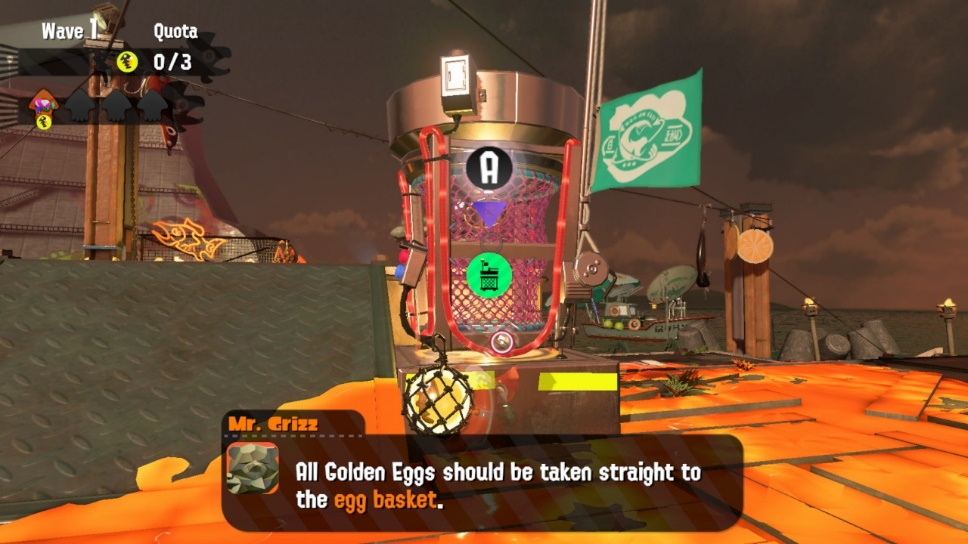 Wave 1
Quota
0/3
A
Mr. Grizz
All Golden Eggs should be taken straight to
the egg basket.